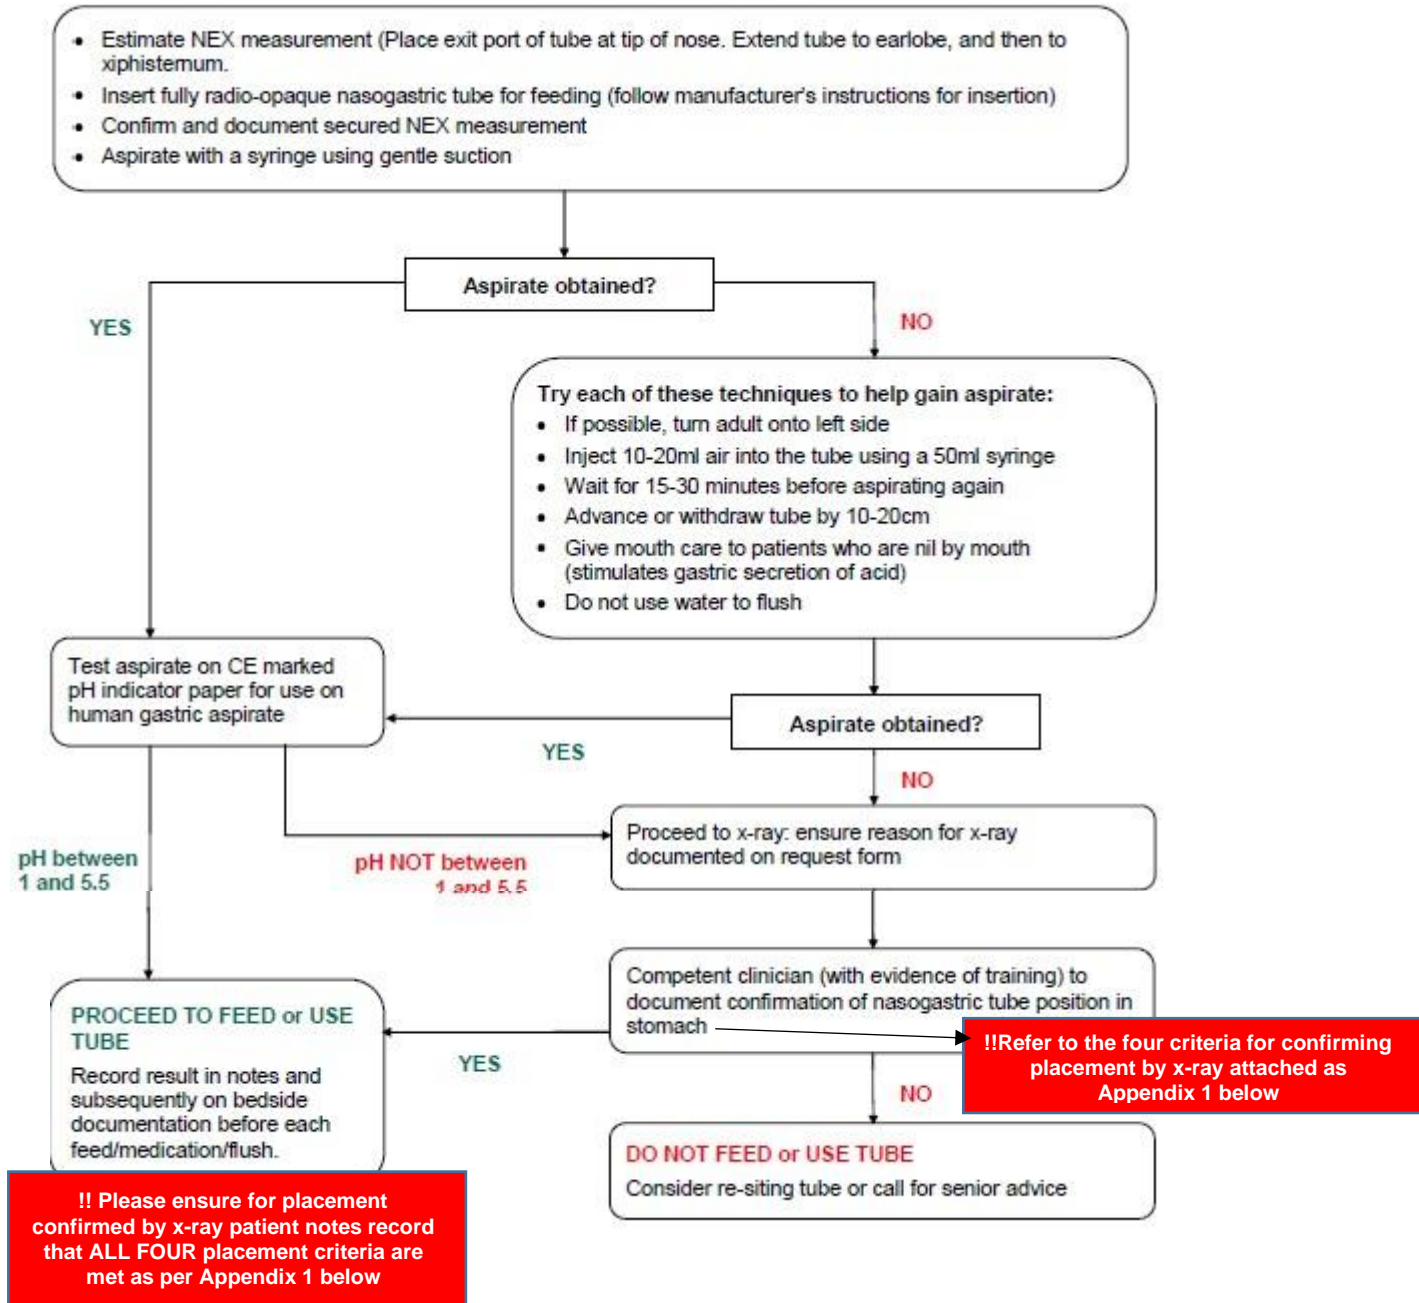 • Estimate NEX measurement (Place exit port of tube at tip of nose. Extend tube to earlobe, and then to
xiphisternum.
• Insert fully radio-opaque nasogastric tube for feeding (follow manufacturer's instructions for insertion)
• Confirm and document secured NEX measurement
• Aspirate with a syringe using gentle suction
Aspirate obtained?
YES
NO
Try each of these techniques to help gain aspirate:
• If possible, turn adult onto left side
• Inject 10-20ml air into the tube using a 50ml syringe
• Wait for 15-30 minutes before aspirating again
• Advance or withdraw tube by 10-20cm
• Give mouth care to patients who are nil by mouth
(stimulates gastric secretion of acid)
• Do not use water to flush
Test aspirate on CE marked
pH indicator paper for use on
human gastric aspirate
Aspirate obtained?
YES
NO
Proceed to x-ray: ensure reason for x-ray
documented on request form
pH between
1 and 5.5
pH NOT between
1 and 5.5
Competent clinician (with evidence of training) to
document confirmation of nasogastric tube position in
stomach
!!Refer to the four criteria for confirming
placement by x-ray attached as
Appendix 1 below
YES
NO
PROCEED TO FEED or USE
TUBE
Record result in notes and
subsequently on bedside
documentation before each
feed/medication/flush.
DO NOT FEED or USE TUBE
Consider re-siting tube or call for senior advice
!! Please ensure for placement
confirmed by x-ray patient notes record
that ALL FOUR placement criteria are
met as per Appendix 1 below